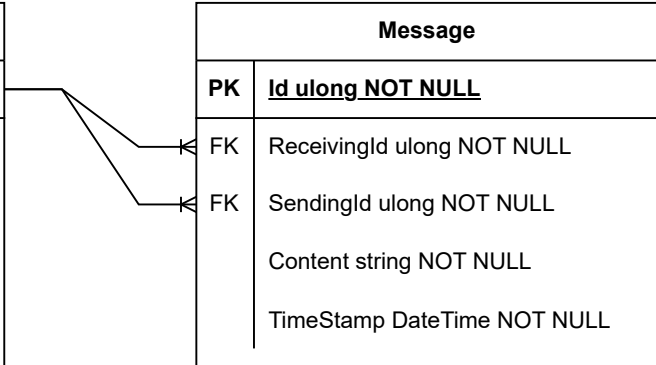 Message
PK Id ulong NOT NULL
FK ReceivingId ulong NOT NULL
FK SendingId ulong NOT NULL
Content string NOT NULL
TimeStamp DateTime NOT NULL